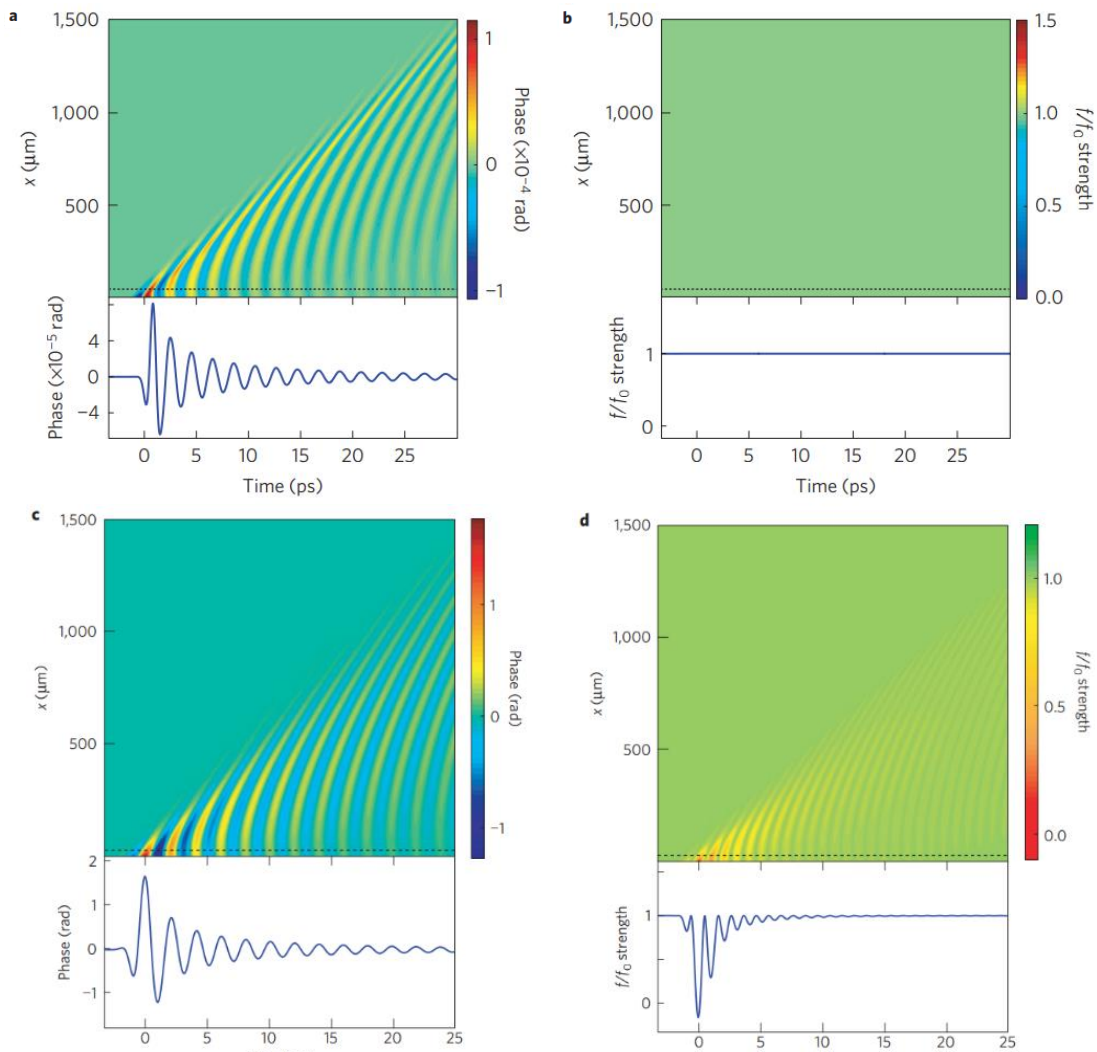 a
1,500
1,000
500
x (μm)
1
0
−1
Phase (×10⁻⁴ rad)
4
0
−4
Phase (×10⁻⁵ rad)
0 5 10 15 20 25
Time (ps)
b
1,500
1,000
500
x (μm)
1.5
1.0
0.5
0.0
f/f₀ strength
1
0
f/f₀ strength
0 5 10 15 20 25
Time (ps)
c
1,500
1,000
500
x (μm)
1
0
−1
Phase (rad)
2
1
0
−1
Phase (rad)
0 5 10 15 20 25
d
1,500
1,000
500
x (μm)
1.0
0.5
0.0
f/f₀ strength
1
0
f/f₀ strength
0 5 10 15 20 25